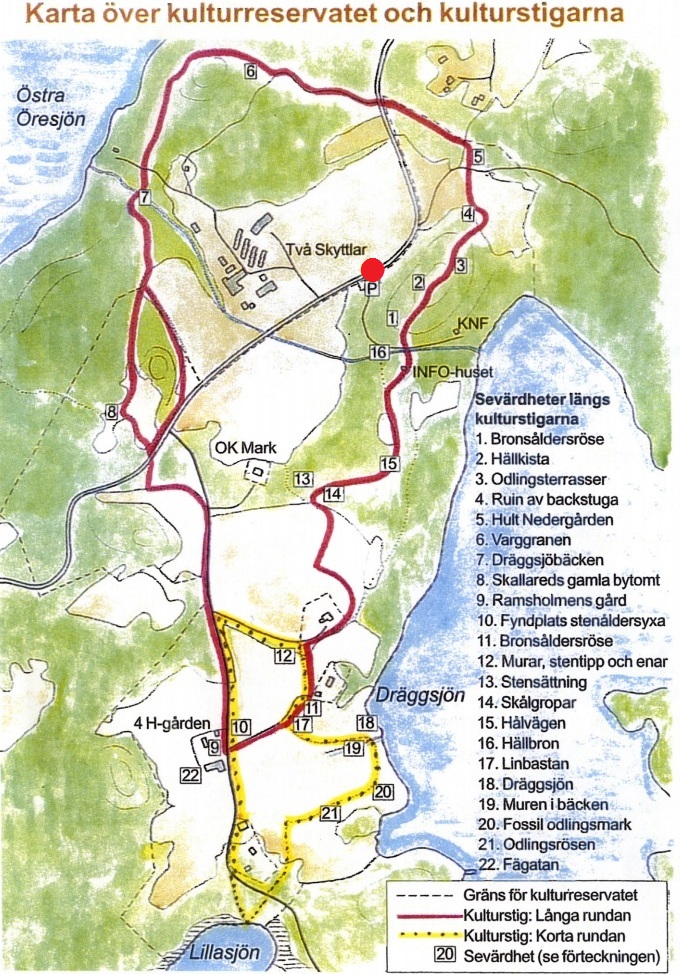 Karta över kulturreservatet och kulturstigarna
Östra
Öresjön
6
5
7
4
Två Skyttlar
3
2
P
1
KNF
16
INFO-huset
8
OK Mark
15
13
14
12
Dräggsjön
11
4 H-gården
10
17
18
9
19
22
20
21
Lillasjön
Sevärdheter längs
kulturstigarna
1. Bronsåldersröse
2. Hällkista
3. Odlingsterrasser
4. Ruin av backstuga
5. Hult Nedergården
6. Varggranen
7. Dräggsjöbäcken
8. Skallareds gamla bytomt
9. Ramsholmens gård
10. Fyndplats stenåldersyxa
11. Bronsåldersröse
12. Murar, stentipp och enar
13. Stensättning
14. Skålgropar
15. Hålvägen
16. Hällbron
17. Linbastan
18. Dräggsjön
19. Muren i bäcken
20. Fossil odlingsmark
21. Odlingsrösen
22. Fägatan
Gräns för kulturreservatet
Kulturstig: Långa rundan
Kulturstig: Korta rundan
20 Sevärdhet (se förteckningen)